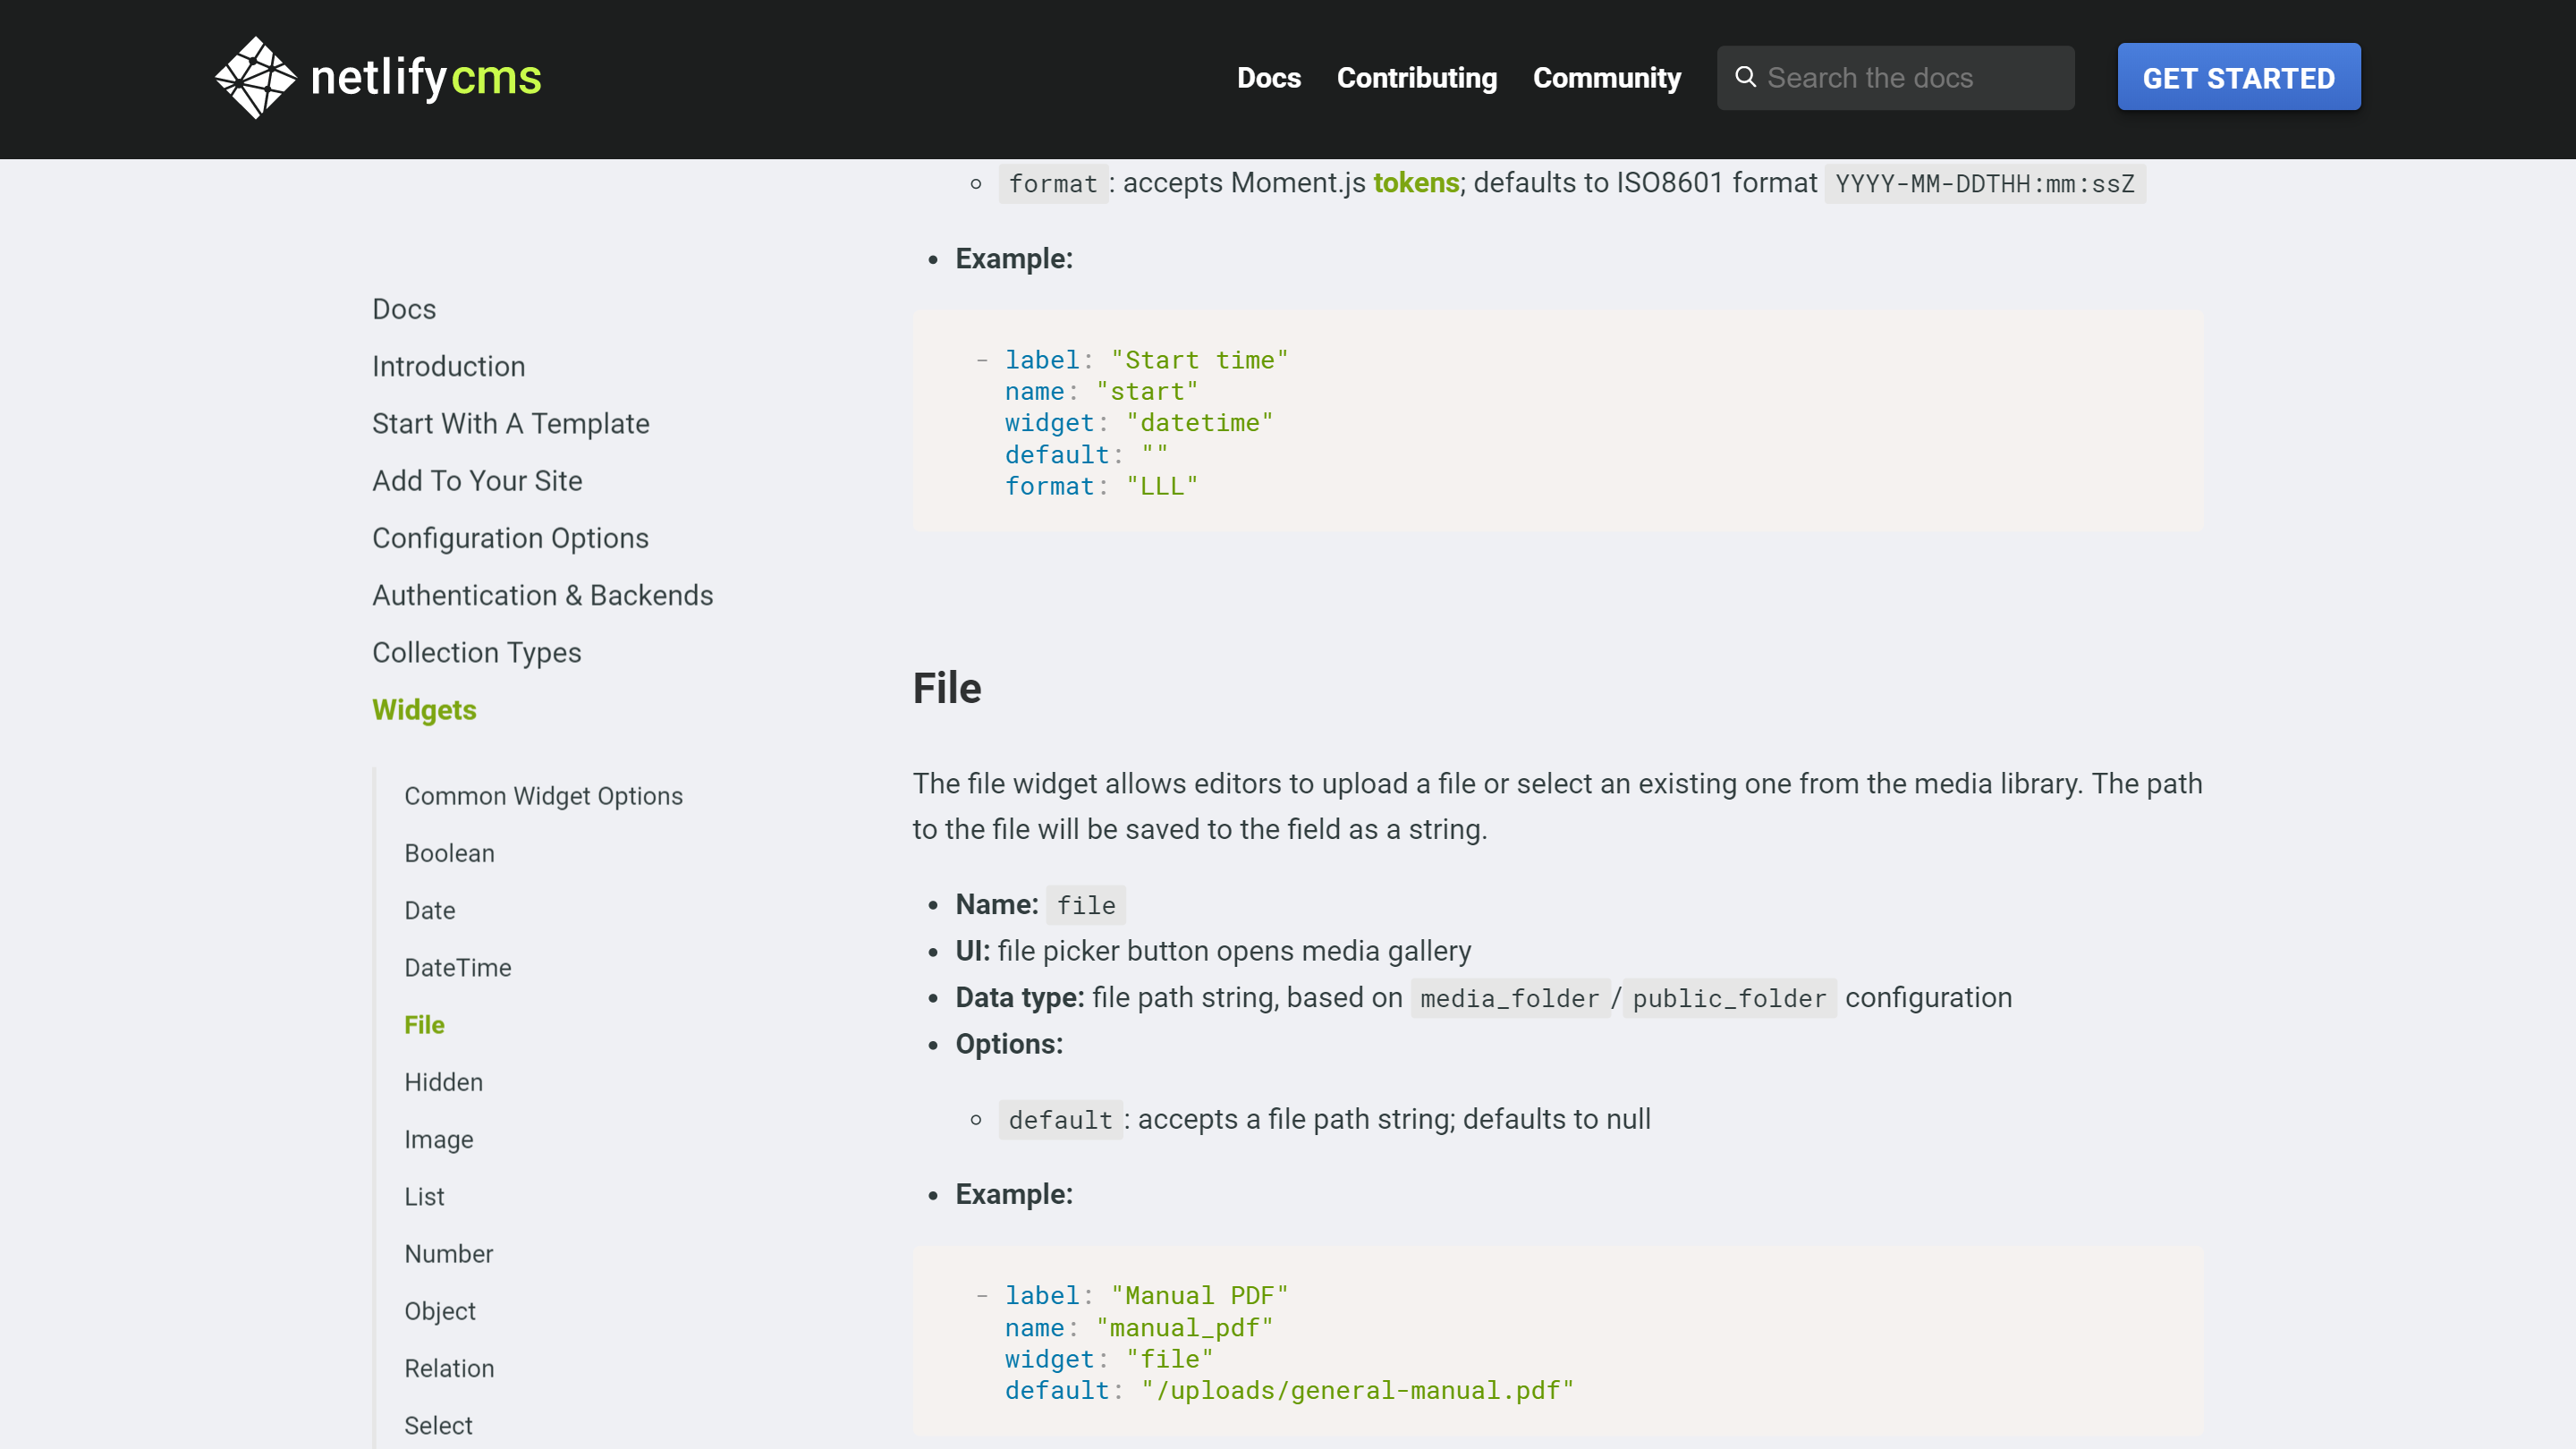 netlifycms
Docs
Contributing
Community
Search the docs
GET STARTED
format: accepts Moment.js tokens; defaults to ISO8601 format YYYY-MM-DDTHH:mm:ssZ
Example:
- label: "Start time"
name: "start"
widget: "datetime"
default: ""
format: "LLL"
Docs
Introduction
Start With A Template
Add To Your Site
Configuration Options
Authentication & Backends
Collection Types
Widgets
Common Widget Options
Boolean
Date
DateTime
File
Hidden
Image
List
Number
Object
Relation
Select
File
The file widget allows editors to upload a file or select an existing one from the media library. The path
to the file will be saved to the field as a string.
Name: file
UI: file picker button opens media gallery
Data type: file path string, based on media_folder/public_folder configuration
Options:
default: accepts a file path string; defaults to null
Example:
- label: "Manual PDF"
name: "manual_pdf"
widget: "file"
default: "/uploads/general-manual.pdf"